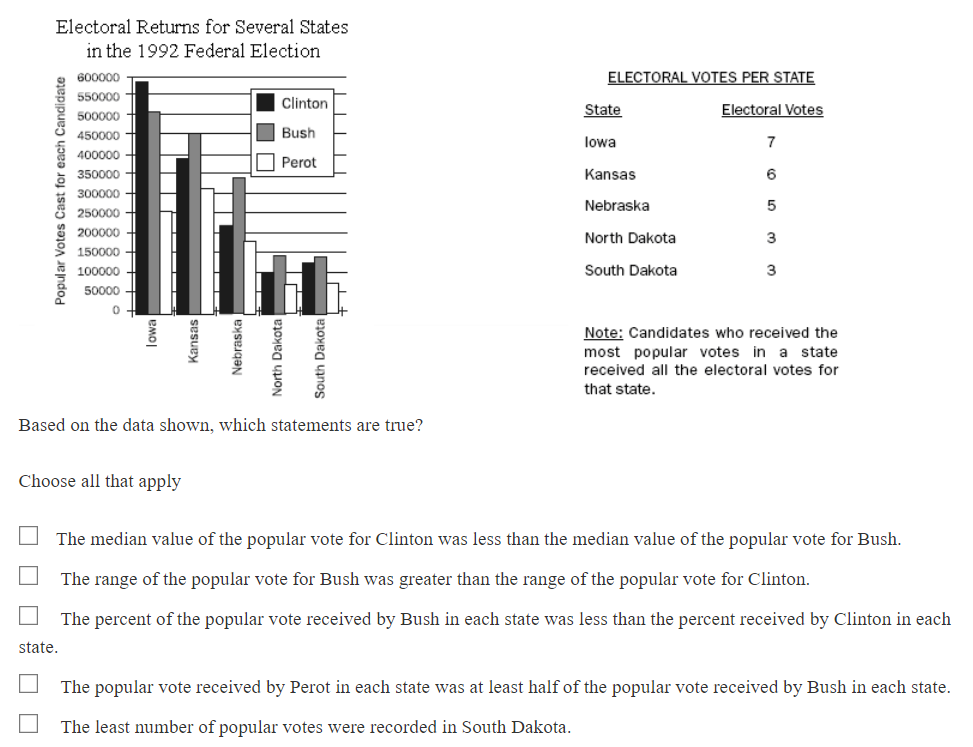 Electoral Returns for Several States
in the 1992 Federal Election
Popular Votes Cast for each Candidate
600000
550000
500000
450000
400000
350000
300000
250000
200000
150000
100000
50000
0
Clinton
Bush
Perot
Iowa
Kansas
Nebraska
North Dakota
South Dakota
ELECTORAL VOTES PER STATE
State Electoral Votes
Iowa 7
Kansas 6
Nebraska 5
North Dakota 3
South Dakota 3
Note: Candidates who received the
most popular votes in a state
received all the electoral votes for
that state.
Based on the data shown, which statements are true?
Choose all that apply
The median value of the popular vote for Clinton was less than the median value of the popular vote for Bush.
The range of the popular vote for Bush was greater than the range of the popular vote for Clinton.
The percent of the popular vote received by Bush in each state was less than the percent received by Clinton in each
state.
The popular vote received by Perot in each state was at least half of the popular vote received by Bush in each state.
The least number of popular votes were recorded in South Dakota.